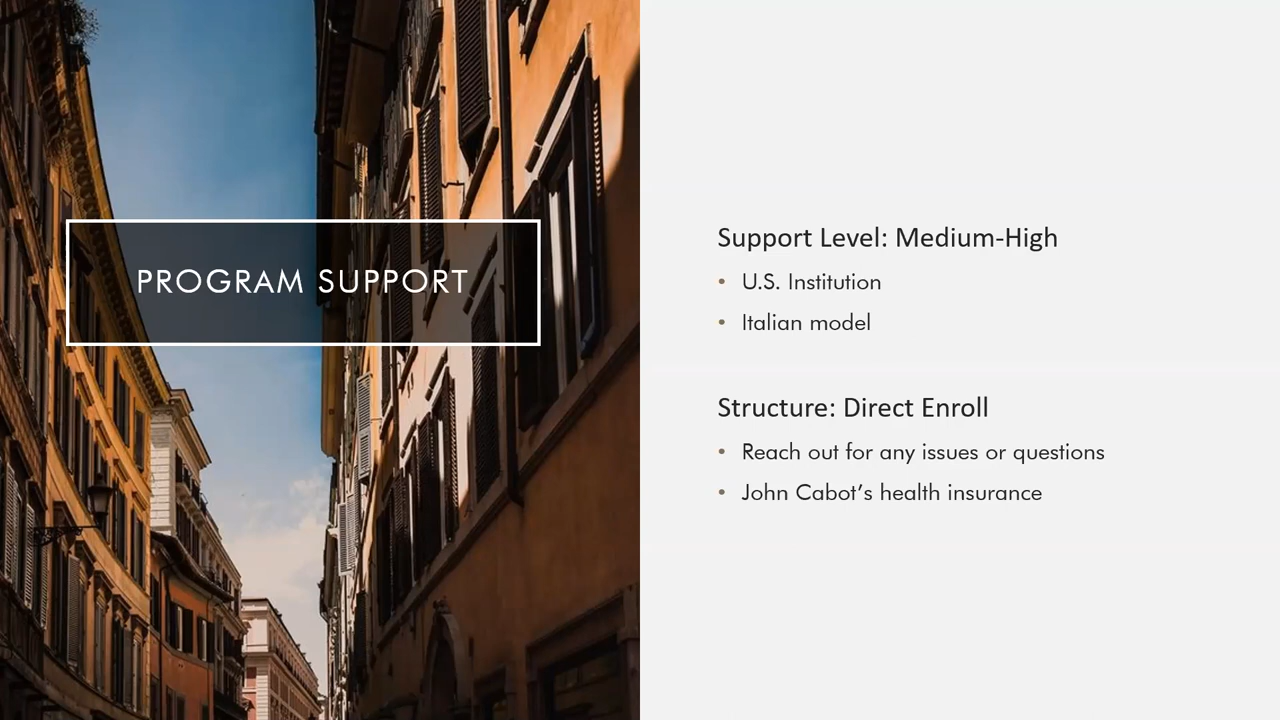 PROGRAM SUPPORT
Support Level: Medium-High
• U.S. Institution
• Italian model
Structure: Direct Enroll
• Reach out for any issues or questions
• John Cabot’s health insurance